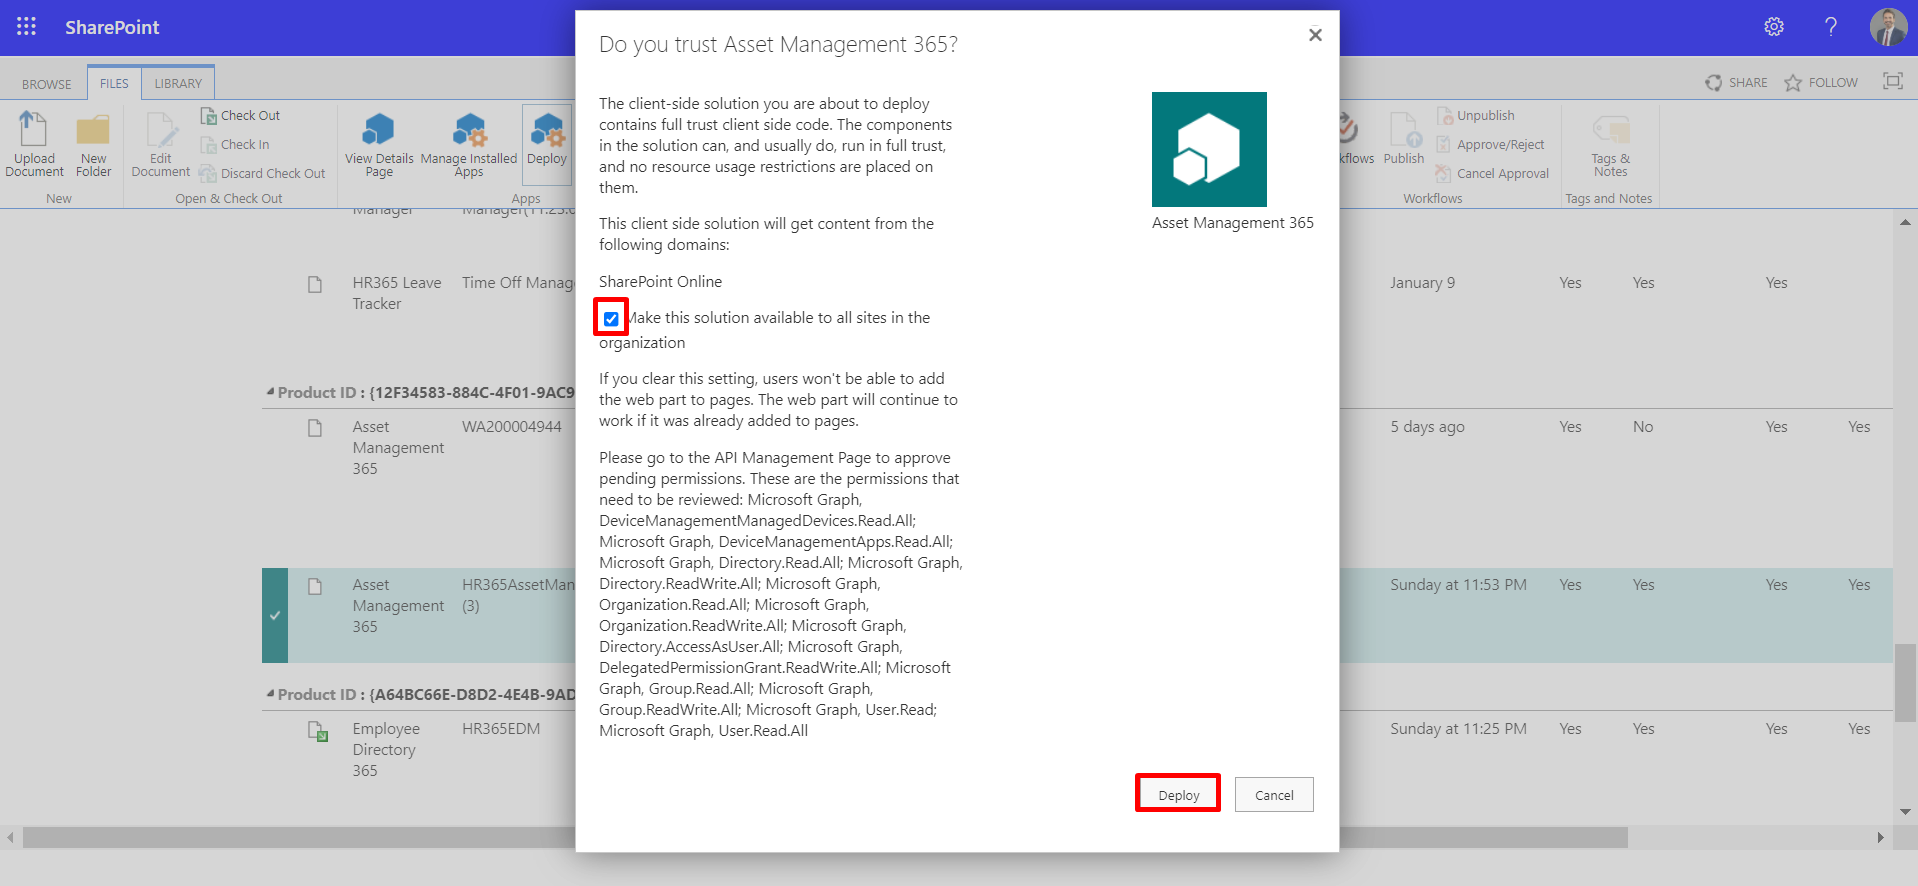 SharePoint
BROWSE FILES LIBRARY
SHARE FOLLOW
Upload Document
New Folder
New
Edit Document
Check Out
Check In
Discard Check Out
Open & Check Out
View Details Page
Manage Installed Apps
Deploy
Apps
Publish
Unpublish
Approve/Reject
Cancel Approval
Workflows
Tags & Notes
Tags and Notes
HR365 Leave Tracker
Time Off Manag
January 9 Yes Yes Yes
Product ID : {12F34583-884C-4F01-9AC9
Asset Management 365
WA200004944
5 days ago Yes No Yes Yes
Asset Management 365
HR365AssetMan
(3)
Sunday at 11:53 PM Yes Yes Yes Yes
Product ID : {A64BC66E-D8D2-4E4B-9AD
Employee Directory 365
HR365EDM
Sunday at 11:25 PM Yes Yes Yes Yes
Do you trust Asset Management 365?
The client-side solution you are about to deploy
contains full trust client side code. The components
in the solution can, and usually do, run in full trust,
and no resource usage restrictions are placed on
them.
This client side solution will get content from the
following domains:
SharePoint Online
Make this solution available to all sites in the
organization
If you clear this setting, users won't be able to add
the web part to pages. The web part will continue to
work if it was already added to pages.
Please go to the API Management Page to approve
pending permissions. These are the permissions that
need to be reviewed: Microsoft Graph,
DeviceManagementManagedDevices.Read.All;
Microsoft Graph, DeviceManagementApps.Read.All;
Microsoft Graph, Directory.Read.All; Microsoft Graph,
Directory.ReadWrite.All; Microsoft Graph,
Organization.Read.All; Microsoft Graph,
Organization.ReadWrite.All; Microsoft Graph,
Directory.AccessAsUser.All; Microsoft Graph,
DelegatedPermissionGrant.ReadWrite.All; Microsoft
Graph, Group.Read.All; Microsoft Graph,
Group.ReadWrite.All; Microsoft Graph, User.Read;
Microsoft Graph, User.Read.All
Asset Management 365
Deploy Cancel